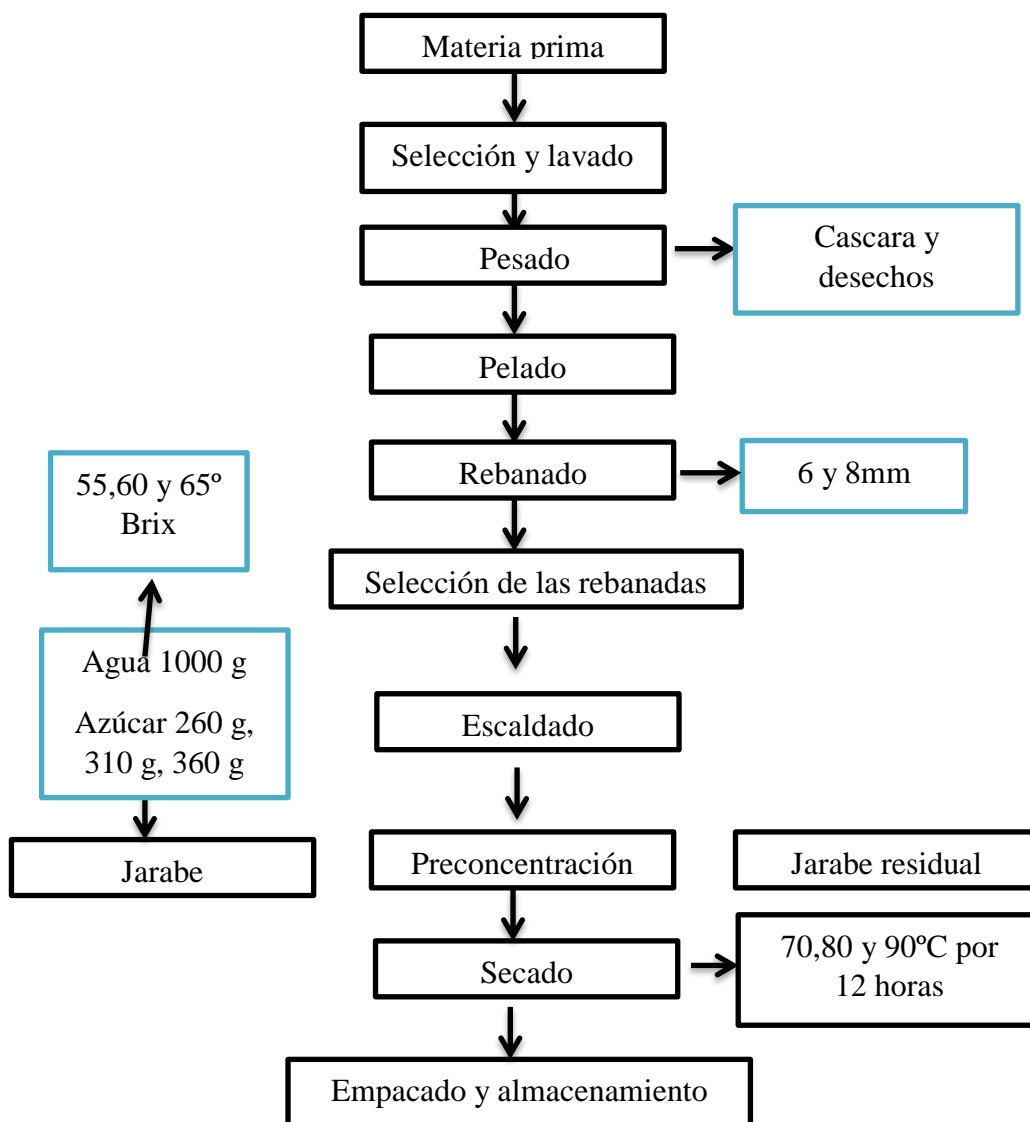 Materia prima
Selección y lavado
Pesado
Cascara y
desechos
Pelado
Rebanado
6 y 8mm
55,60 y 65º
Brix
Selección de las rebanadas
Agua 1000 g
Azúcar 260 g,
310 g, 360 g
Escaldado
Jarabe
Preconcentración
Jarabe residual
Secado
70,80 y 90ºC por
12 horas
Empacado y almacenamiento